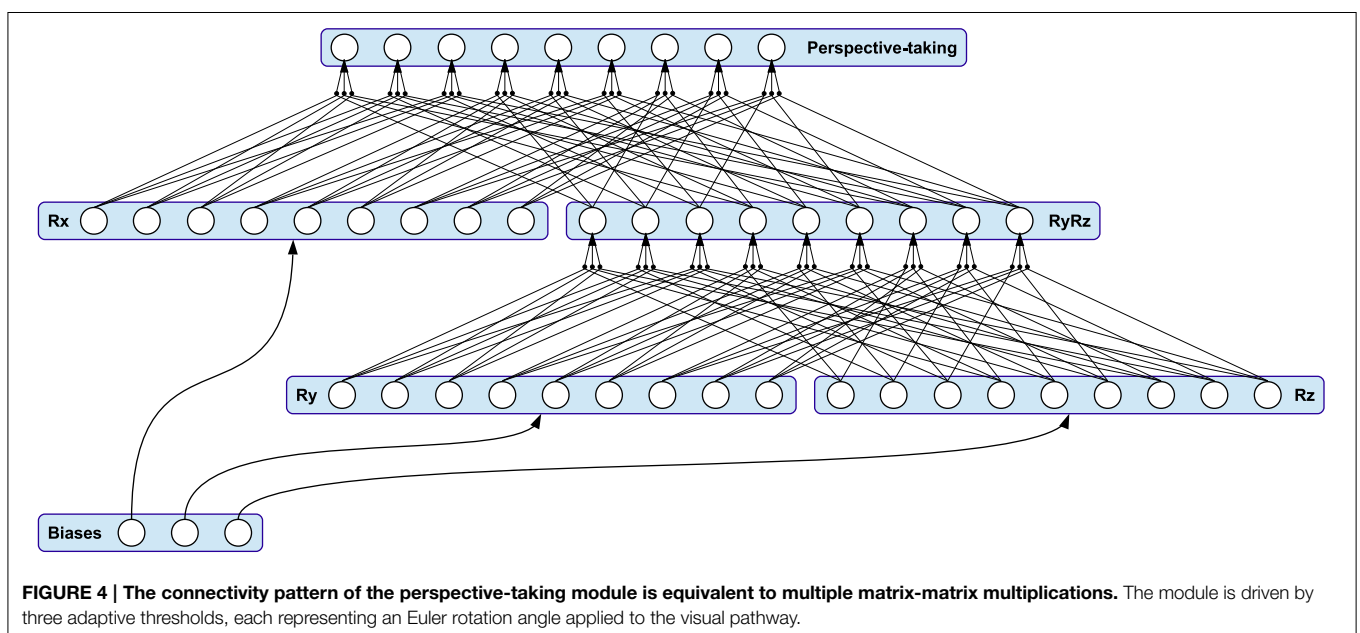 Perspective-taking
Rx
RyRz
Ry
Rz
Biases
FIGURE 4 | The connectivity pattern of the perspective-taking module is equivalent to multiple matrix-matrix multiplications. The module is driven by
three adaptive thresholds, each representing an Euler rotation angle applied to the visual pathway.